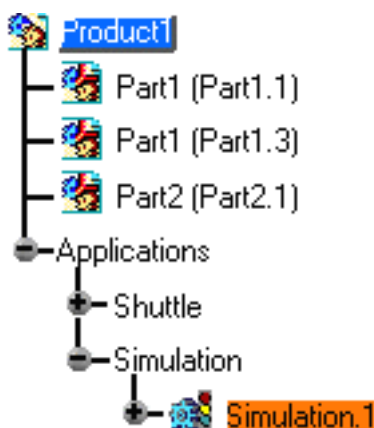 Product1
Part1 (Part1.1)
Part1 (Part1.3)
Part2 (Part2.1)
Applications
Shuttle
Simulation
Simulation.1